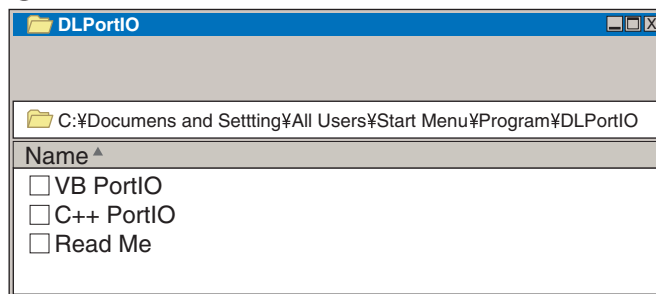 DLPortIO
C:¥Documens and Settting¥All Users¥Start Menu¥Program¥DLPortIO
Name
VB PortIO
C++ PortIO
Read Me